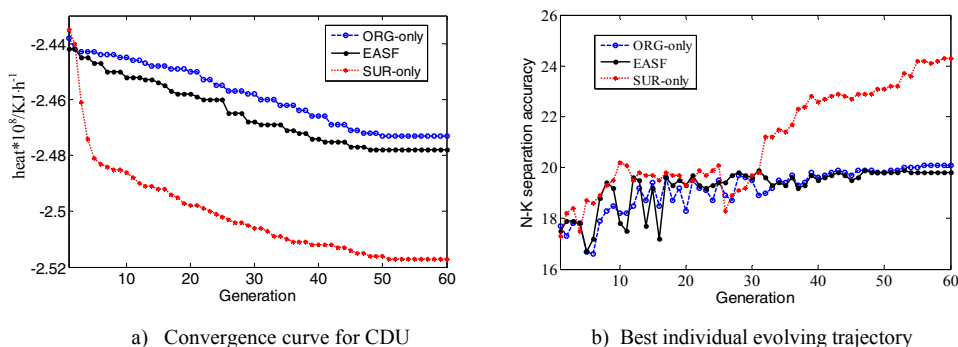 -2.44
-2.46
-2.48
-2.5
-2.52
heat*10^8/KJ·h^-1
10 20 30 40 50 60
Generation
ORG-only
EASF
SUR-only
a) Convergence curve for CDU
26
24
22
20
18
16
N-K separation accuracy
0 10 20 30 40 50 60
Generation
ORG-only
EASF
SUR-only
b) Best individual evolving trajectory